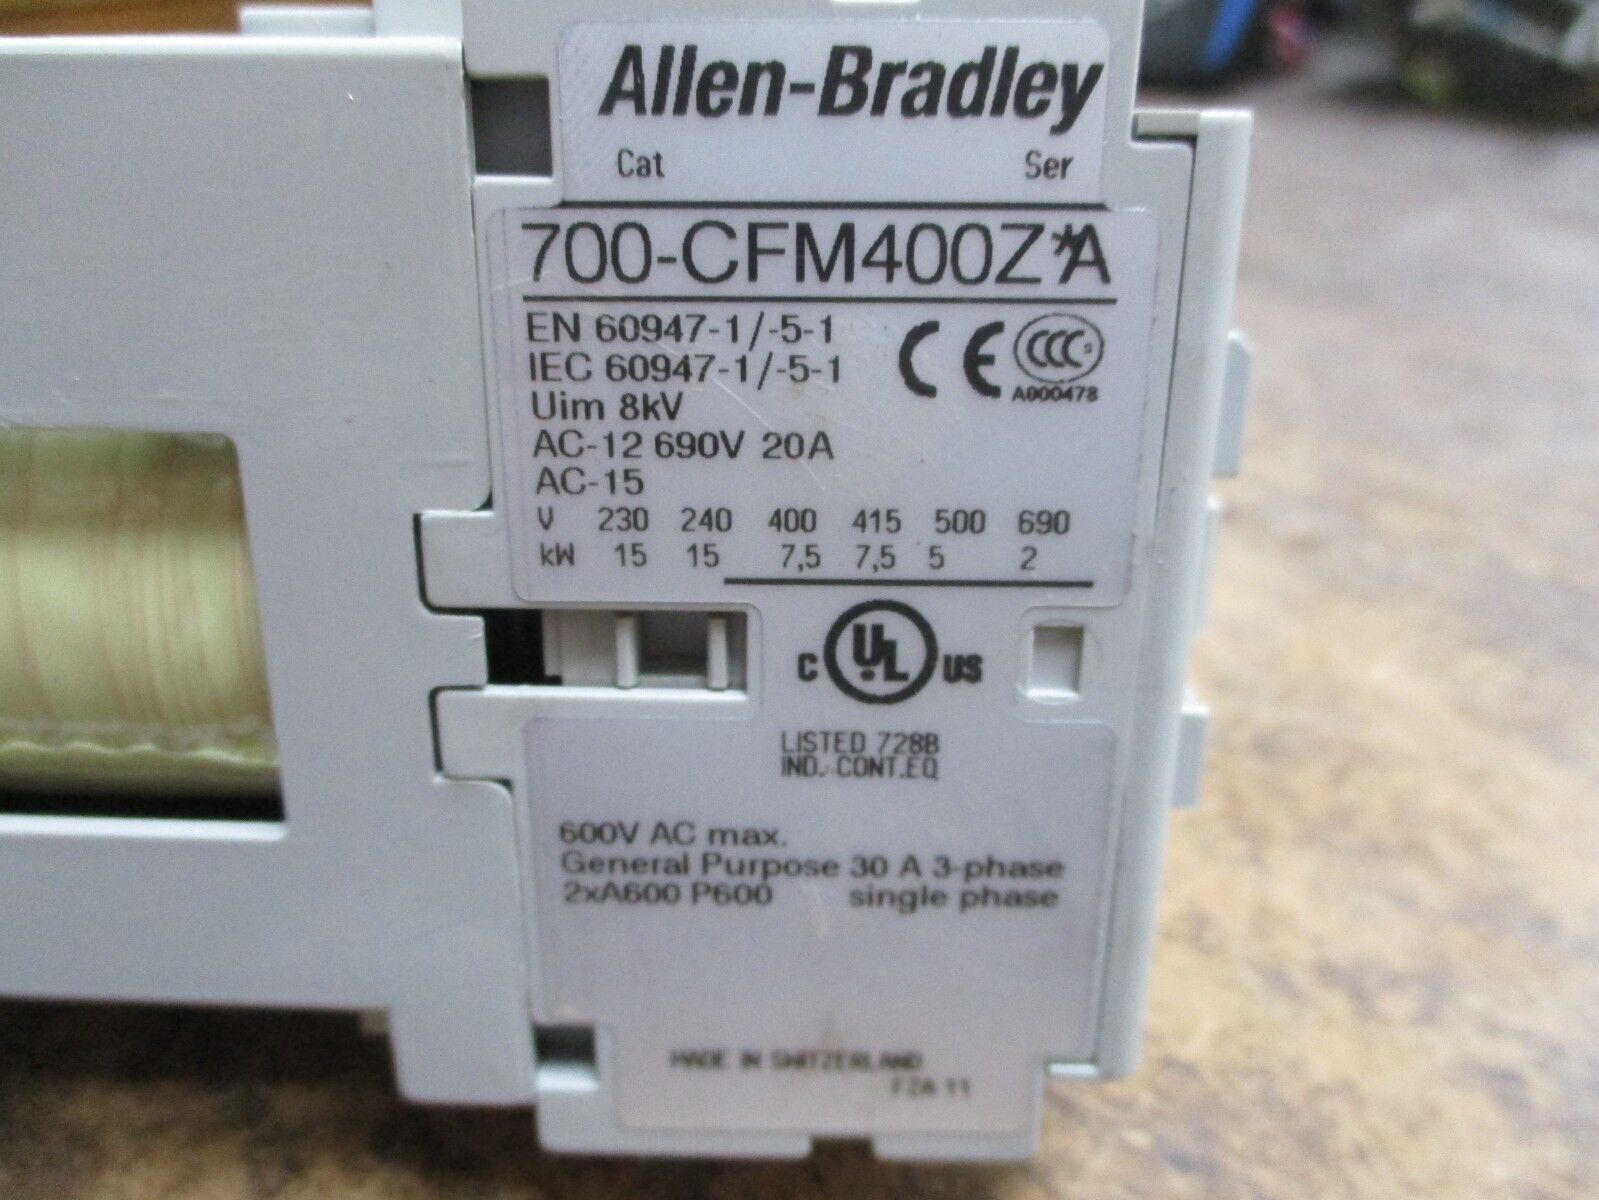 Allen-Bradley
Cat Ser
700-CFM400Z*A
EN 60947-1/-5-1
IEC 60947-1/-5-1
CE CCC S
A000478
Uim 8kV
AC-12 690V 20A
AC-15
V 230 240 400 415 500 690
kW 15 15 7,5 7,5 5 2
C UL US
LISTED 728B
IND. CONT.EQ
600V AC max.
General Purpose 30 A 3-phase
2xA600 P600 single phase
MADE IN SWITZERLAND
11